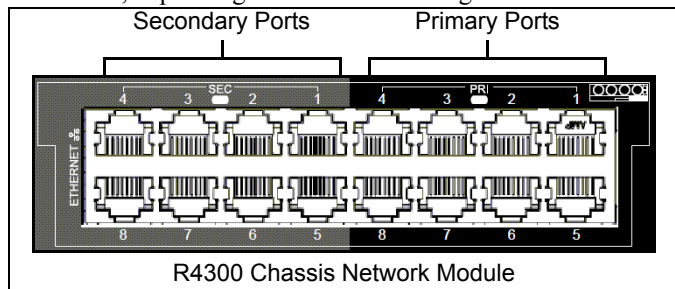 Secondary Ports Primary Ports
SEC PRI
4 3 2 1 4 3 2 1
ETHERNET
8 7 6 5 8 7 6 5
R4300 Chassis Network Module